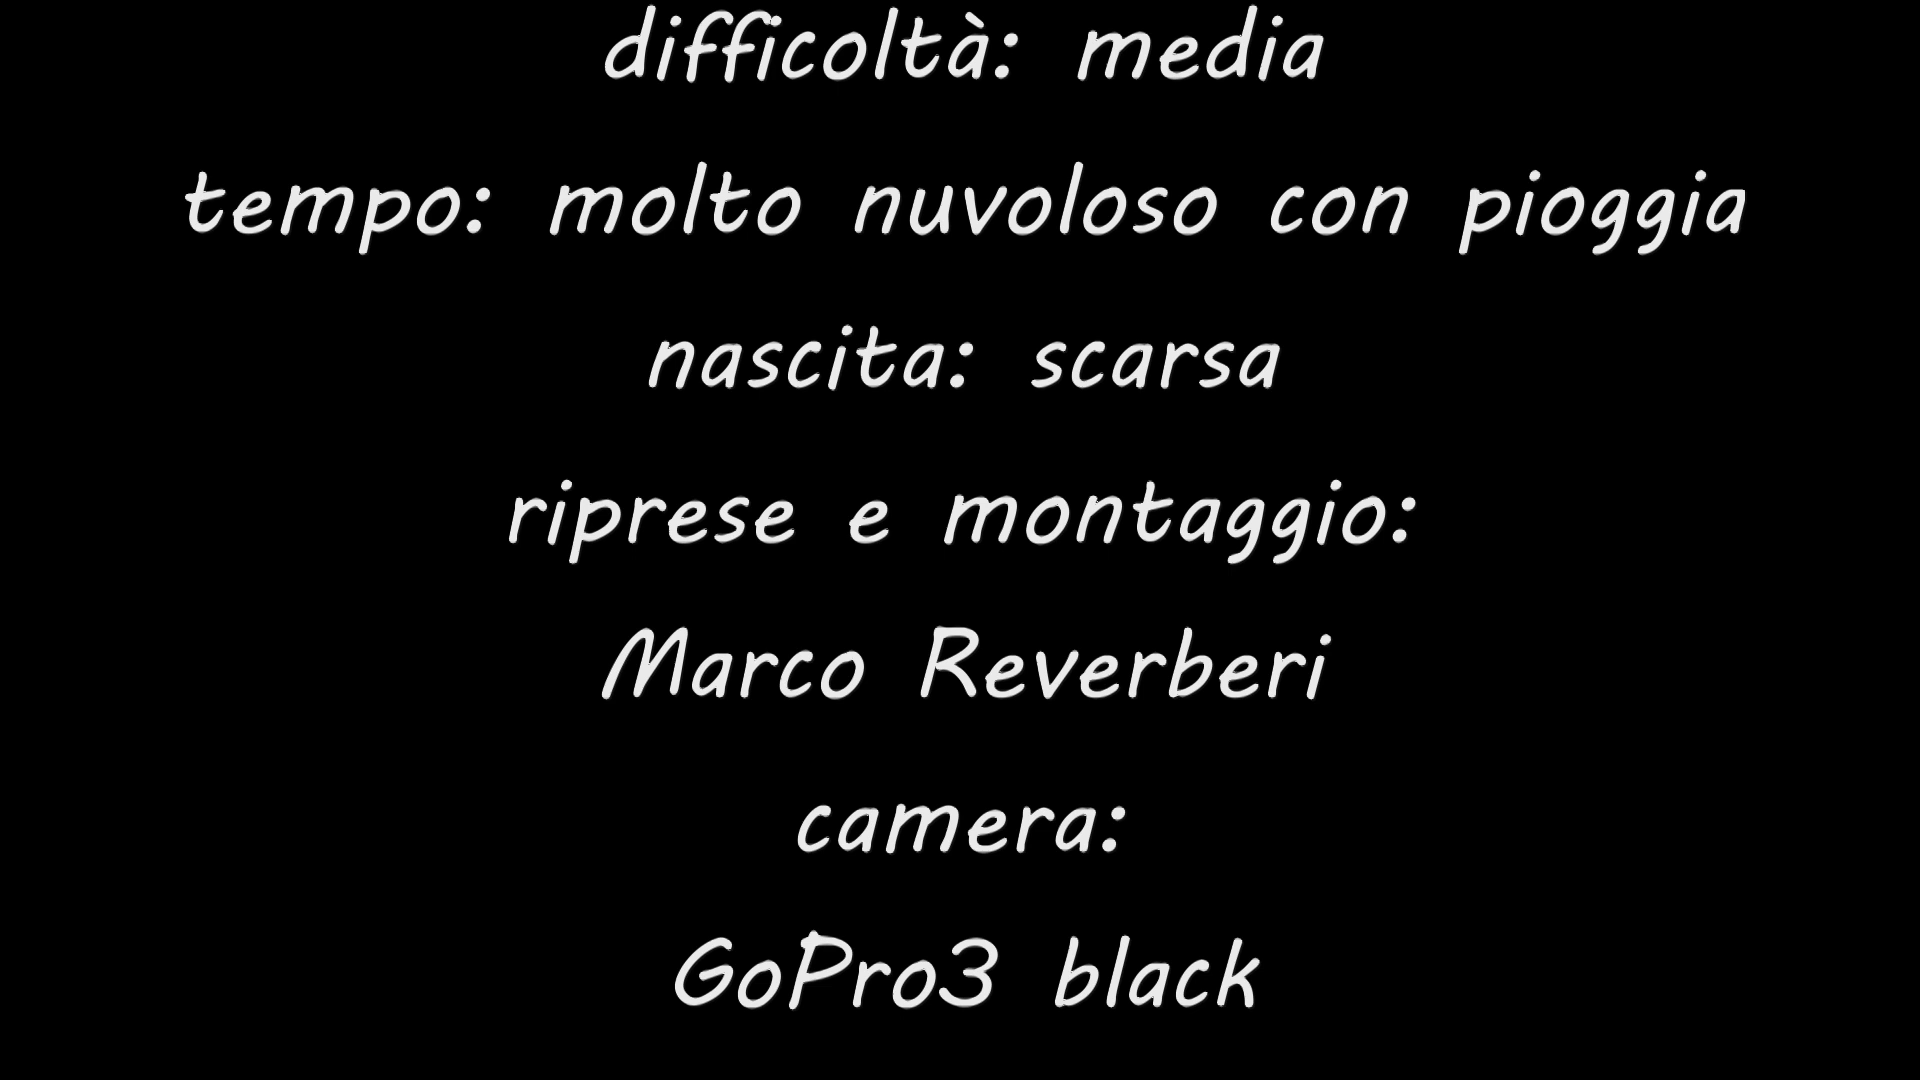 difficoltà: media
tempo: molto nuvoloso con pioggia
nascita: scarsa
riprese e montaggio:
Marco Reverberi
camera:
GoPro3 black